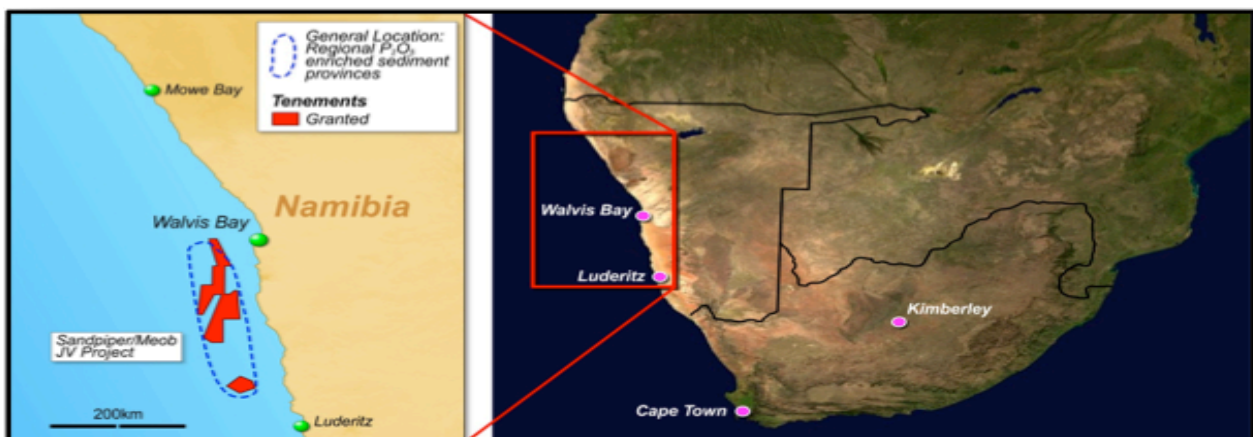 General Location:
Regional P₂O₅
enriched sediment
provinces
Tenements
Granted
Mowe Bay
Namibia
Walvis Bay
Sandpiper/Meob
JV Project
200km
Luderitz
Walvis Bay
Luderitz
Kimberley
Cape Town